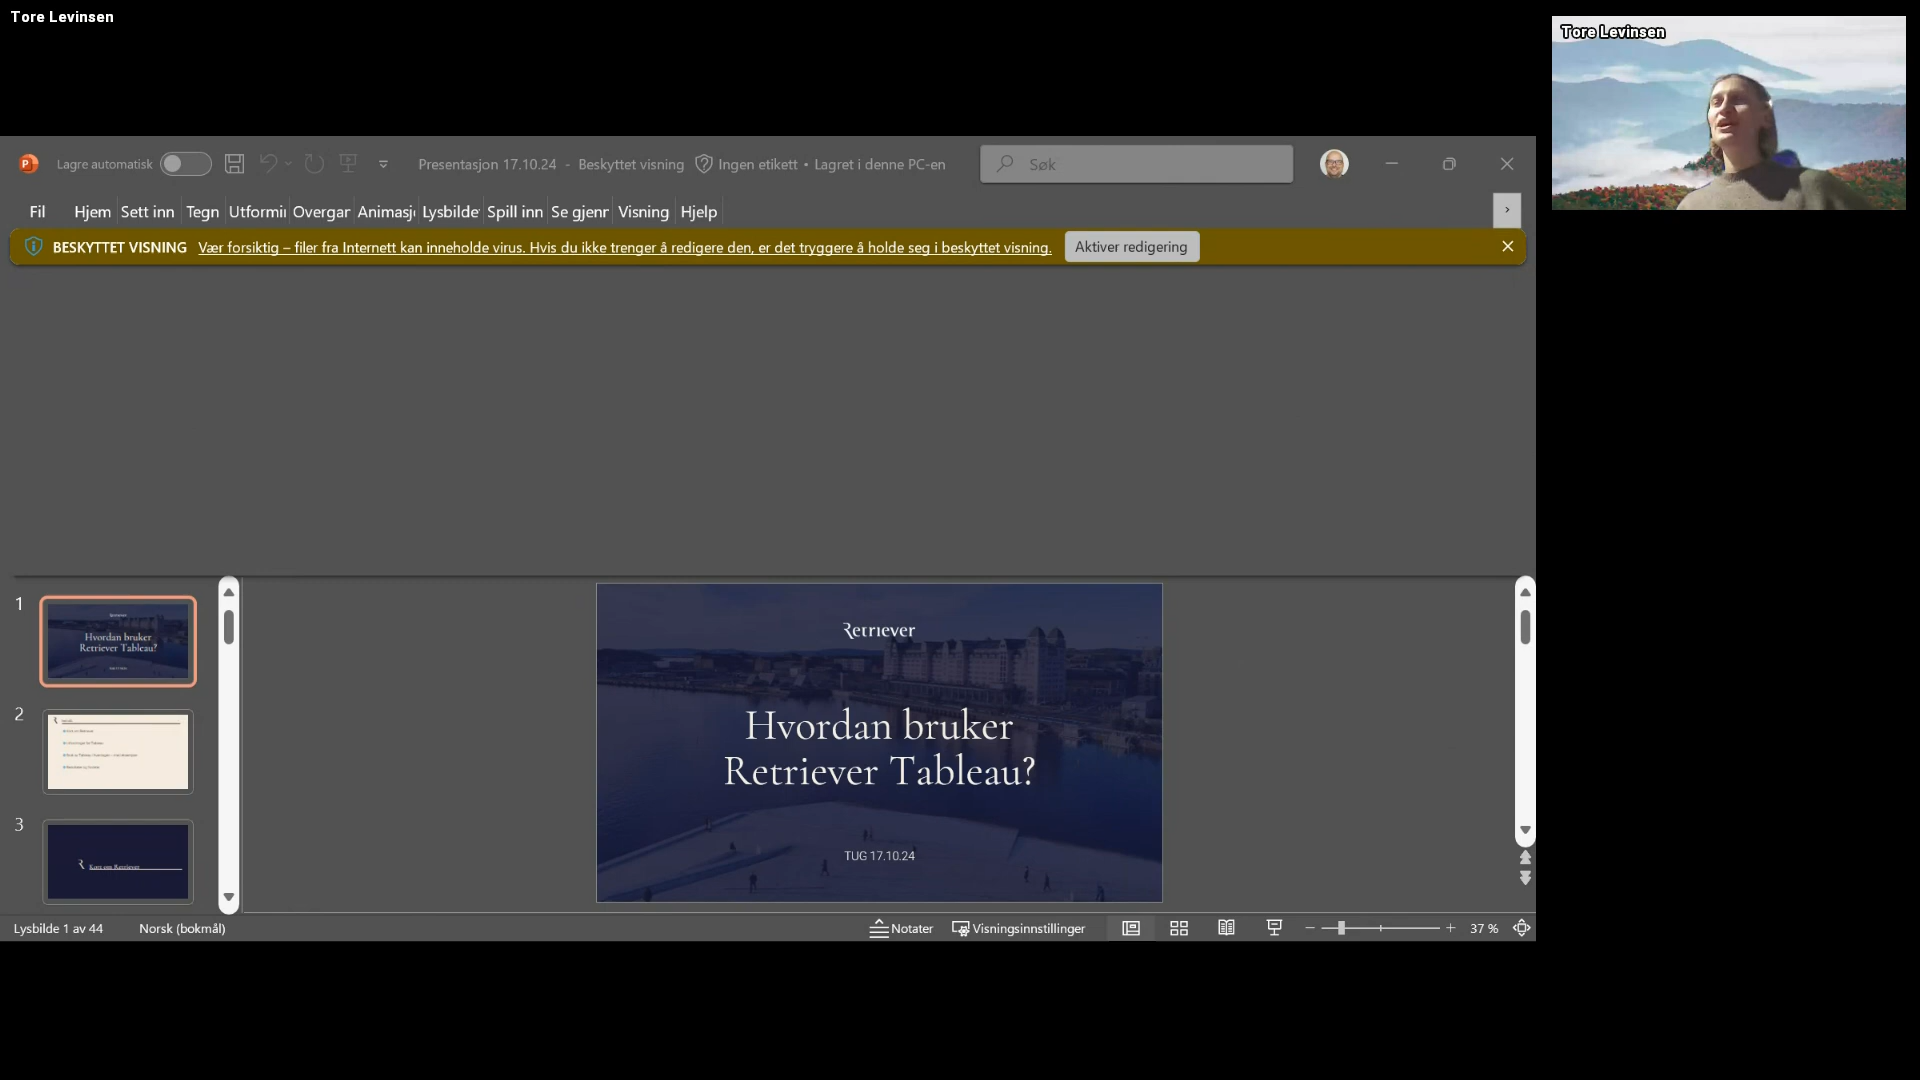 Tore Levinsen
Tore Levinsen
Lagre automatisk
Presentasjon 17.10.24 - Beskyttet visning
Ingen etikett • Lagret i denne PC-en
Søk
Fil Hjem Sett inn Tegn Utformi Overgar Animasj Lysbilde Spill inn Se gjenr Visning Hjelp
BESKYTTET VISNING Vær forsiktig – filer fra Internett kan inneholde virus. Hvis du ikke trenger å redigere den, er det tryggere å holde seg i beskyttet visning. Aktiver redigering
1
Retriever
Hvordan bruker
Retriever Tableau?
2
3
Kort om Retriever
Retriever
Hvordan bruker
Retriever Tableau?
TUG 17.10.24
Lysbilde 1 av 44 Norsk (bokmål) Notater Visningsinnstillinger 37 %